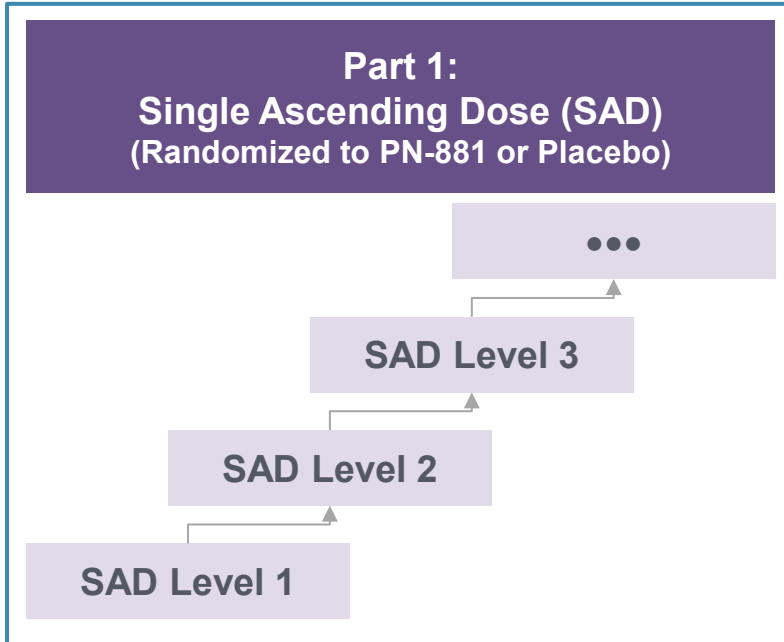 Part 1:
Single Ascending Dose (SAD)
(Randomized to PN-881 or Placebo)
•••
SAD Level 3
SAD Level 2
SAD Level 1